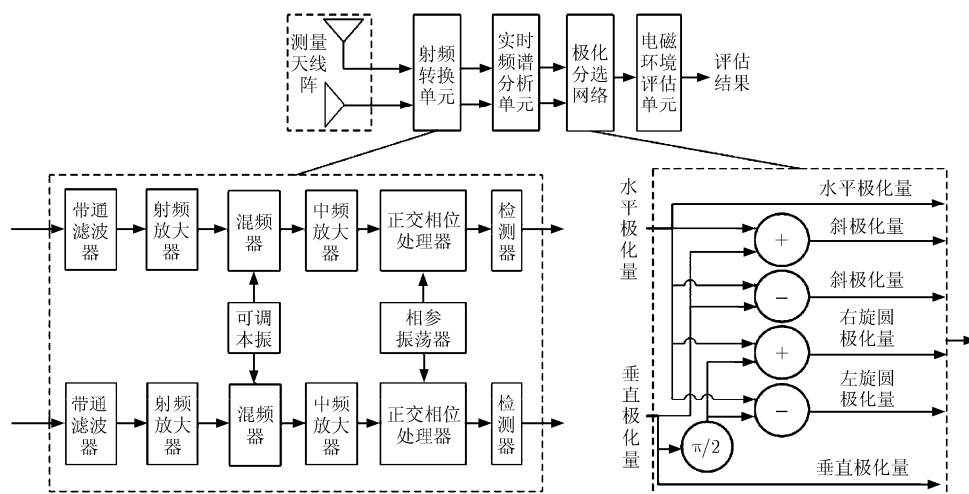 测量
天线
阵
射频
转换
单元
实时
频谱
分析
单元
极化
分选
网络
电磁
环境
评估
单元
评估
结果
带通
滤波
器
射频
放大
器
混频
器
中频
放大
器
正交相位
处理器
检
测
器
可调
本振
相参
振荡器
带通
滤波
器
射频
放大
器
混频
器
中频
放大
器
正交相位
处理器
检
测
器
水平极化量
垂直极化量
水平极化量
+
斜极化量
−
斜极化量
+
右旋圆
极化量
−
左旋圆
极化量
π/2
垂直极化量